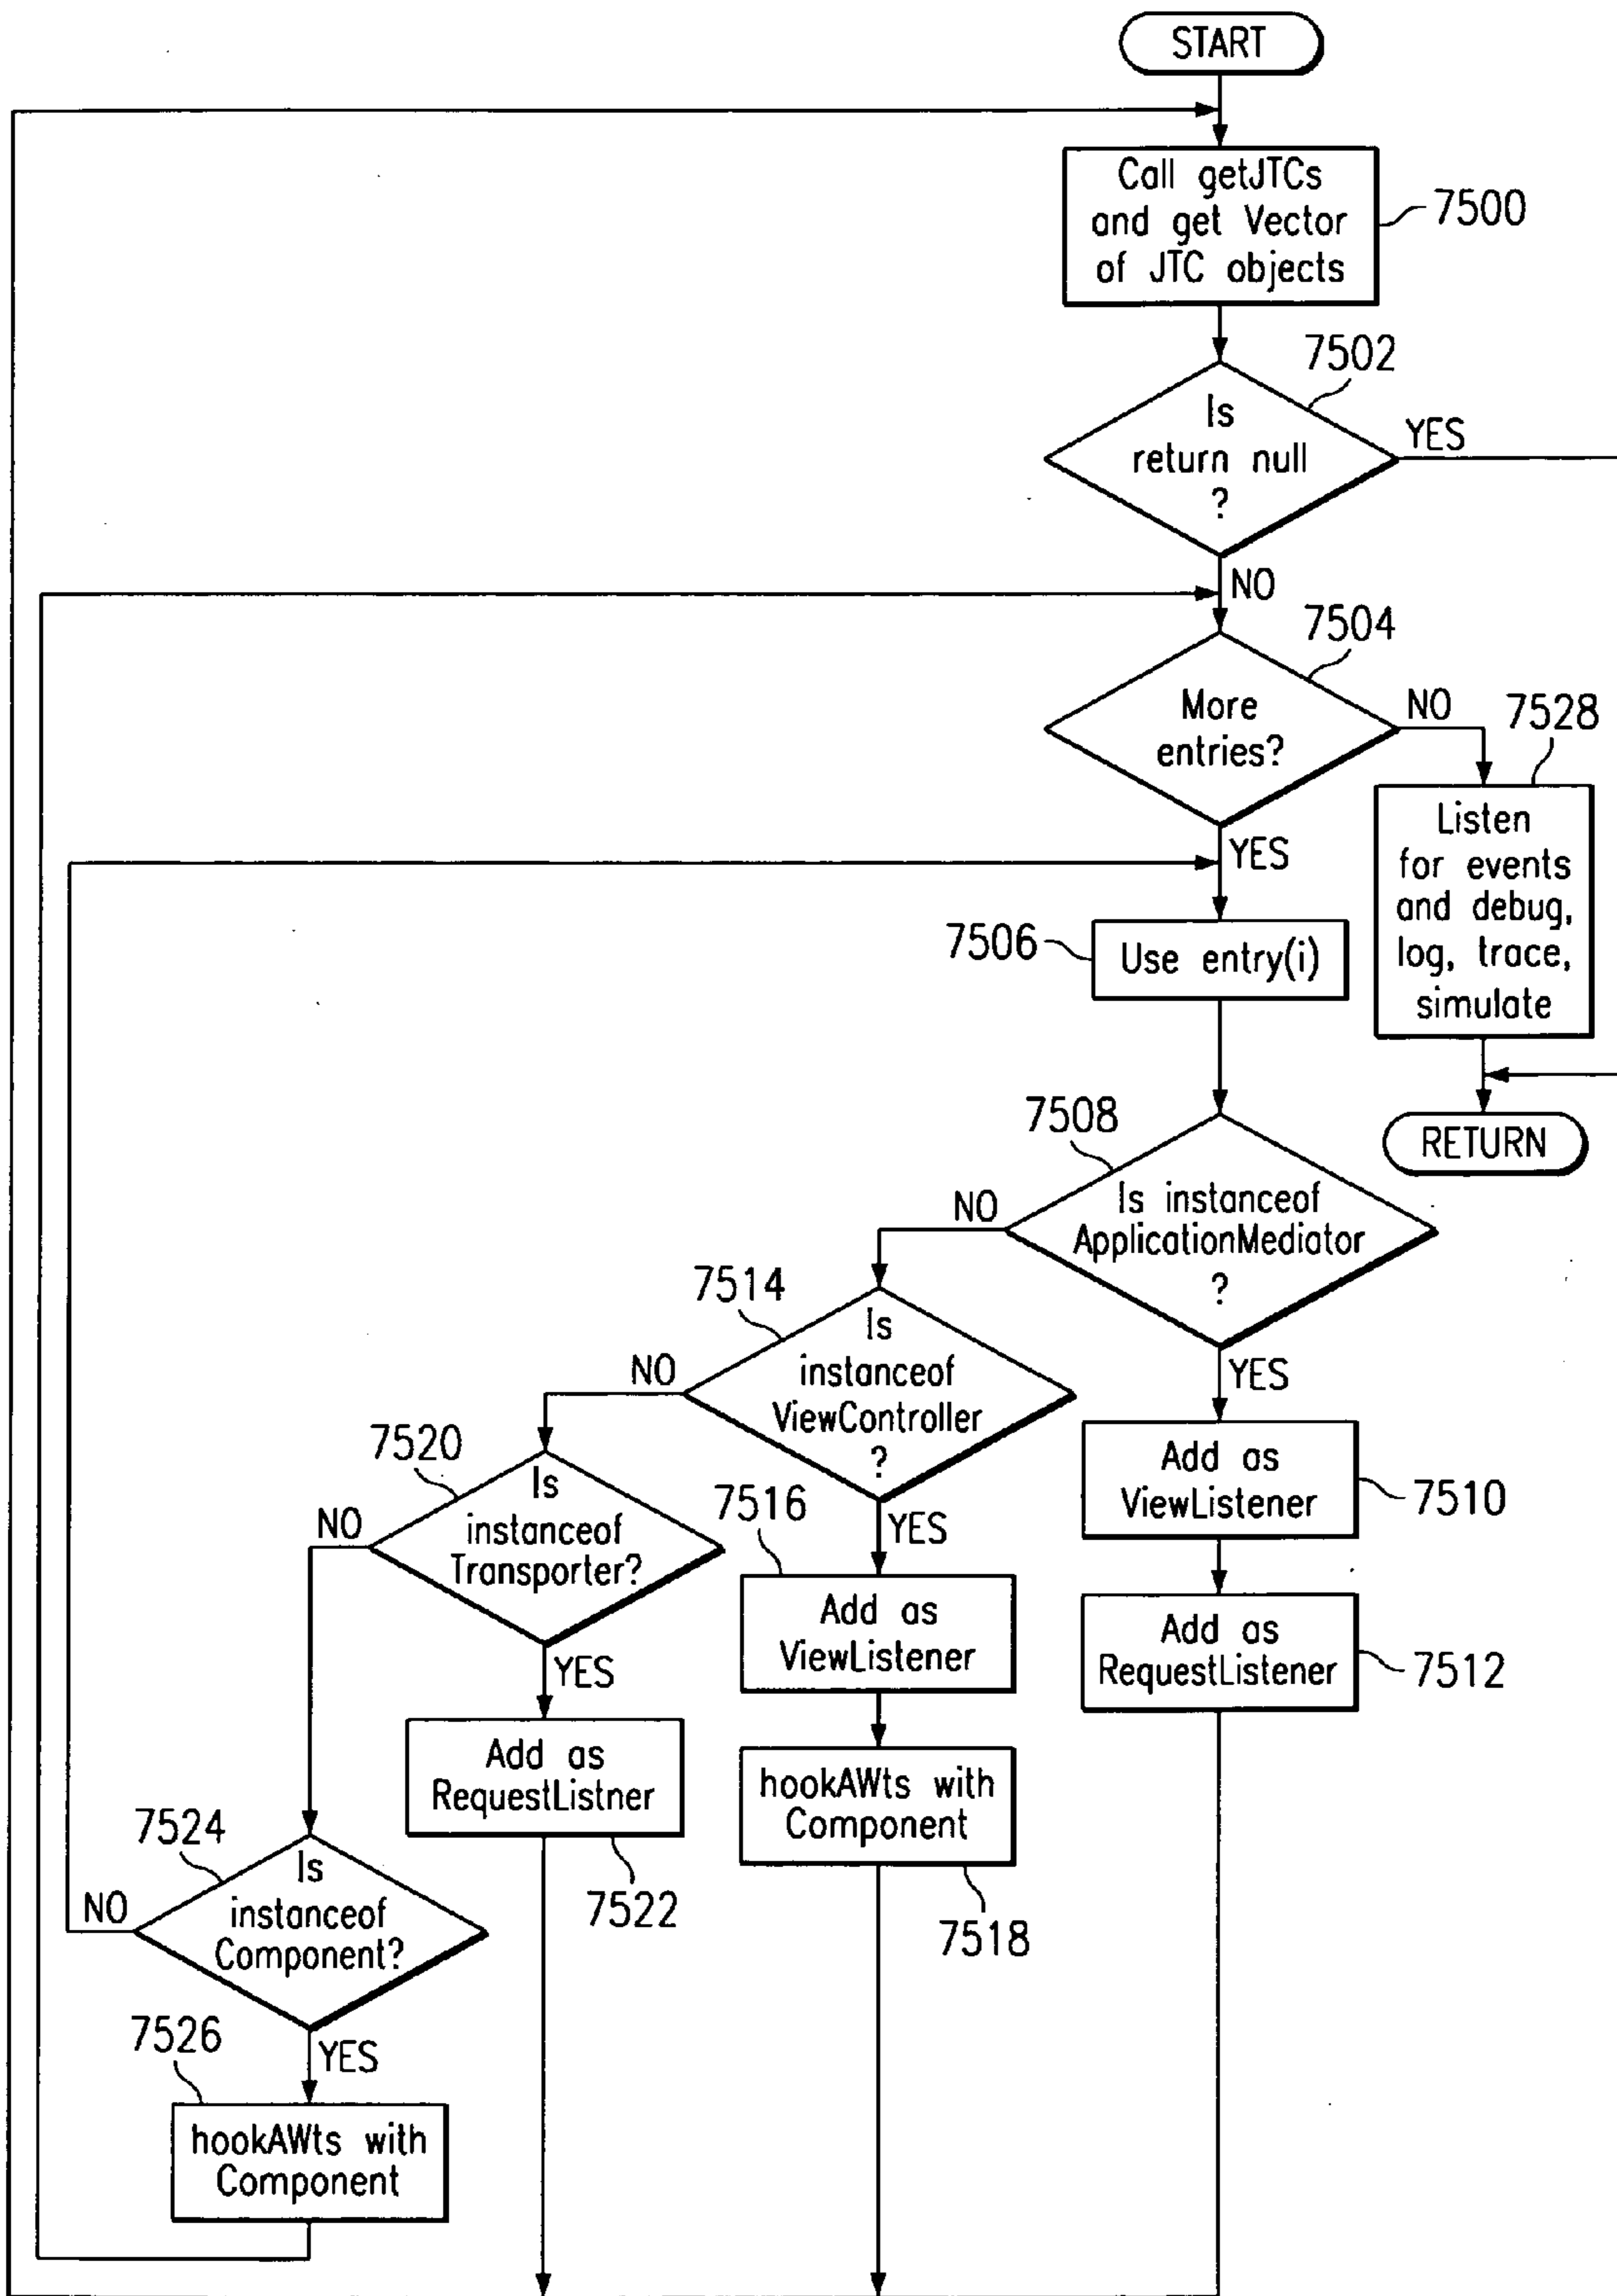 START
Call getJTCs
and get Vector
of JTC objects
7500
7502
Is
return null
?
YES
NO
7504
More
entries?
NO
7528
Listen
for events
and debug,
log, trace,
simulate
YES
7506
Use entry(i)
RETURN
7508
Is instanceof
ApplicationMediator
?
NO
YES
7514
Is
instanceof
ViewController
?
NO
YES
Add as
ViewListener
7510
Add as
RequestListener
7512
7516
Add as
ViewListener
hookAWts with
Component
7518
7520
Is
instanceof
Transporter?
NO
YES
Add as
RequestListner
7522
7524
Is
instanceof
Component?
NO
YES
7526
hookAWts with
Component